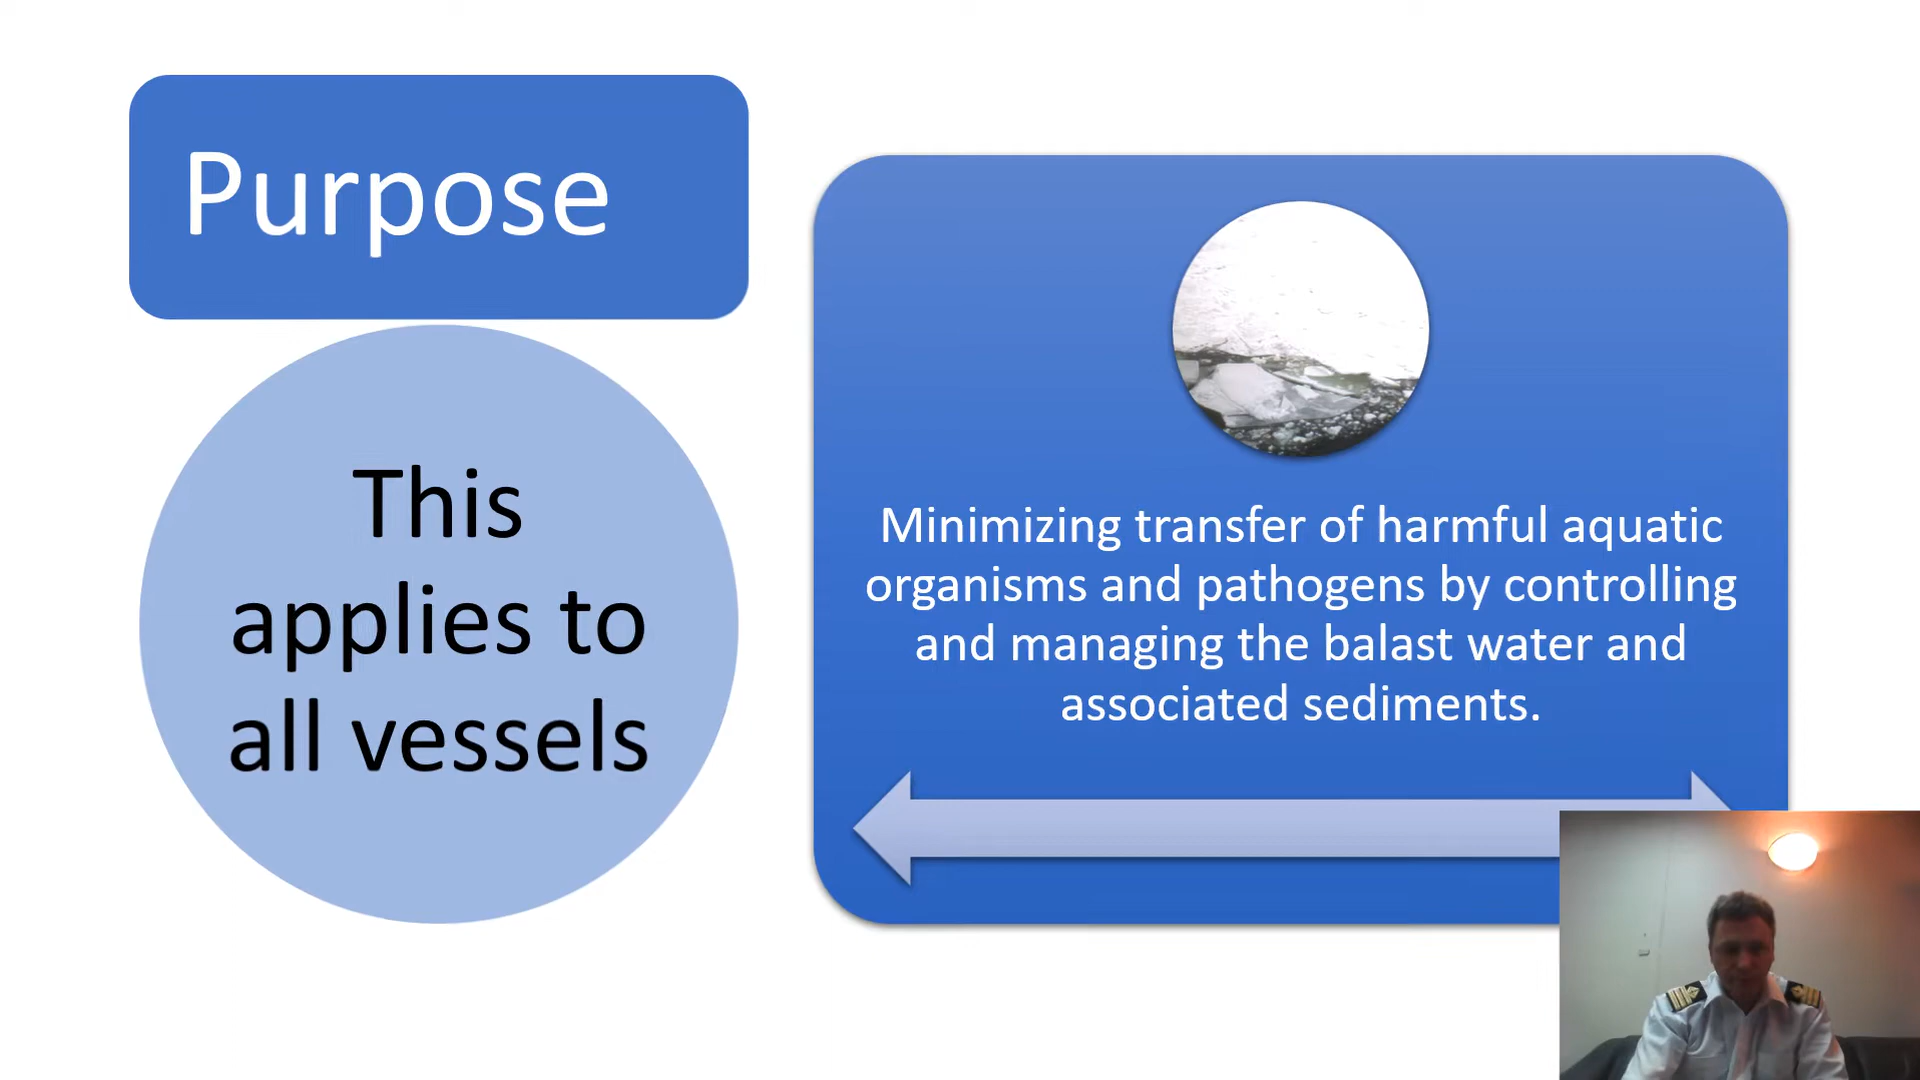 Purpose
This
applies to
all vessels
Minimizing transfer of harmful aquatic
organisms and pathogens by controlling
and managing the balast water and
associated sediments.